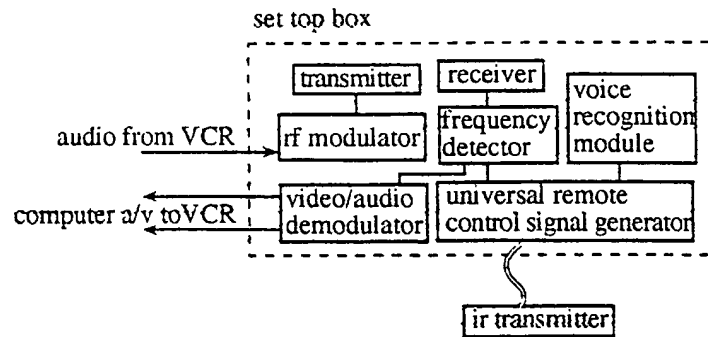 set top box
transmitter
receiver
voice
recognition
module
audio from VCR
rf modulator
frequency
detector
computer a/v toVCR
video/audio
demodulator
universal remote
control signal generator
ir transmitter